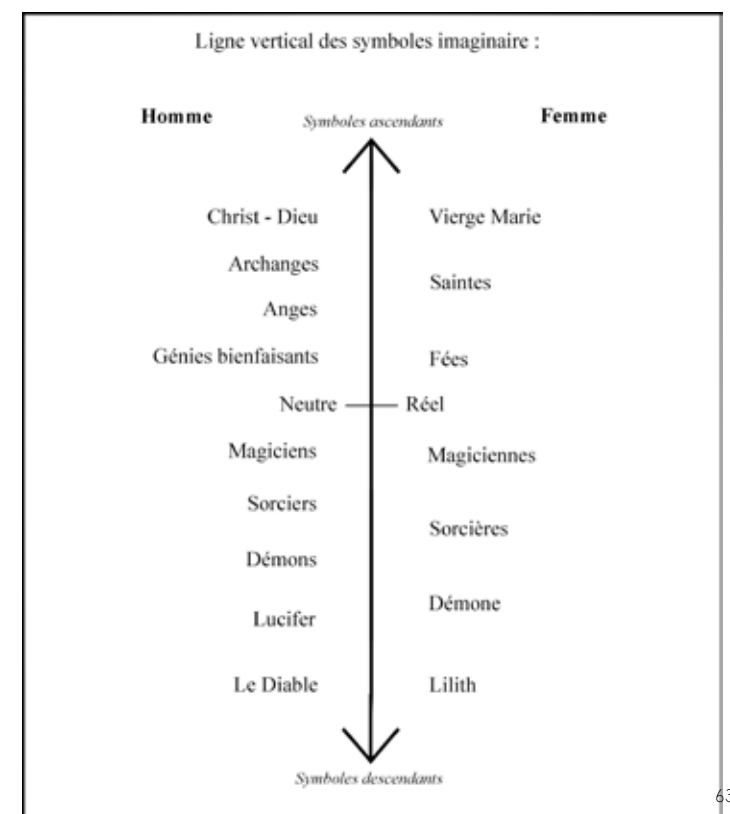 Ligne vertical des symboles imaginaire :
Homme Symboles ascendants Femme
Christ - Dieu Vierge Marie
Archanges
Saintes
Anges
Génies bienfaisants Fées
Neutre Réel
Magiciens Magiciennes
Sorciers
Sorcières
Démons
Démone
Lucifer
Le Diable Lilith
Symboles descendants
63